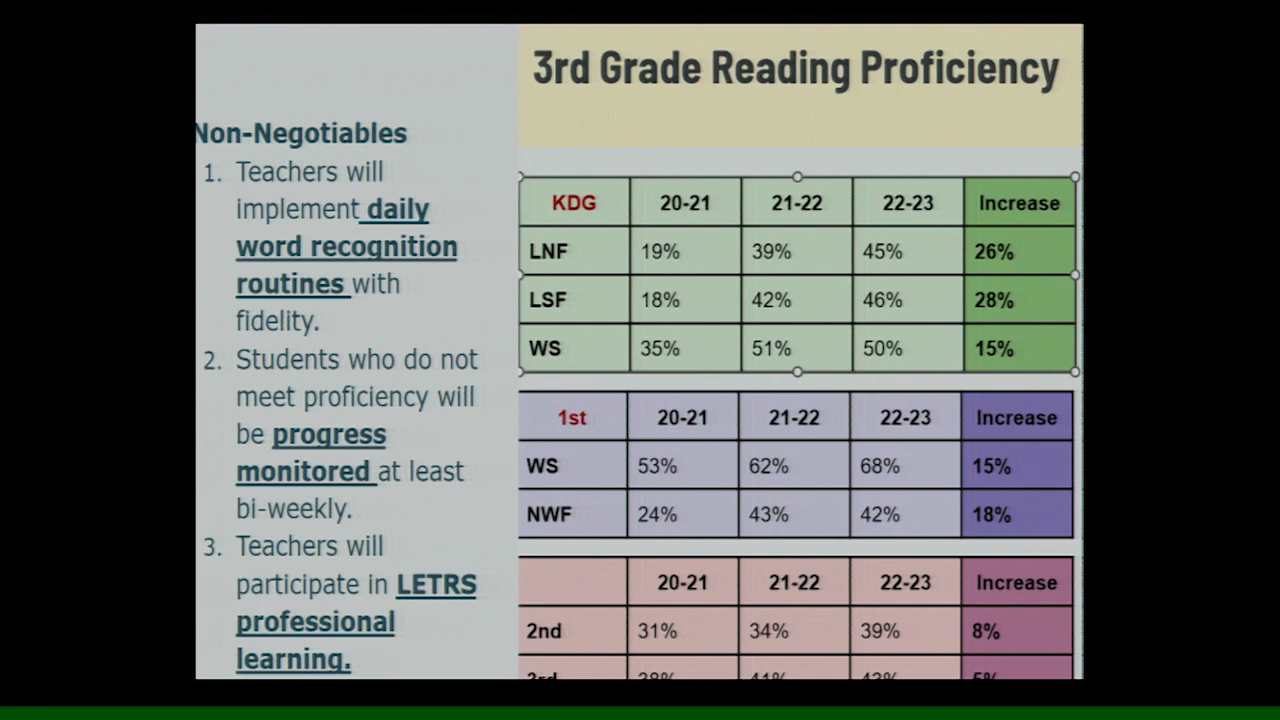 3rd Grade Reading Proficiency
Non-Negotiables
1. Teachers will
implement daily
word recognition
routines with
fidelity.
2. Students who do not
meet proficiency will
be progress
monitored at least
bi-weekly.
3. Teachers will
participate in LETRS
professional
learning.
KDG 20-21 21-22 22-23 Increase
LNF 19% 39% 45% 26%
LSF 18% 42% 46% 28%
WS 35% 51% 50% 15%
1st 20-21 21-22 22-23 Increase
WS 53% 62% 68% 15%
NWF 24% 43% 42% 18%
20-21 21-22 22-23 Increase
2nd 31% 34% 39% 8%
3rd